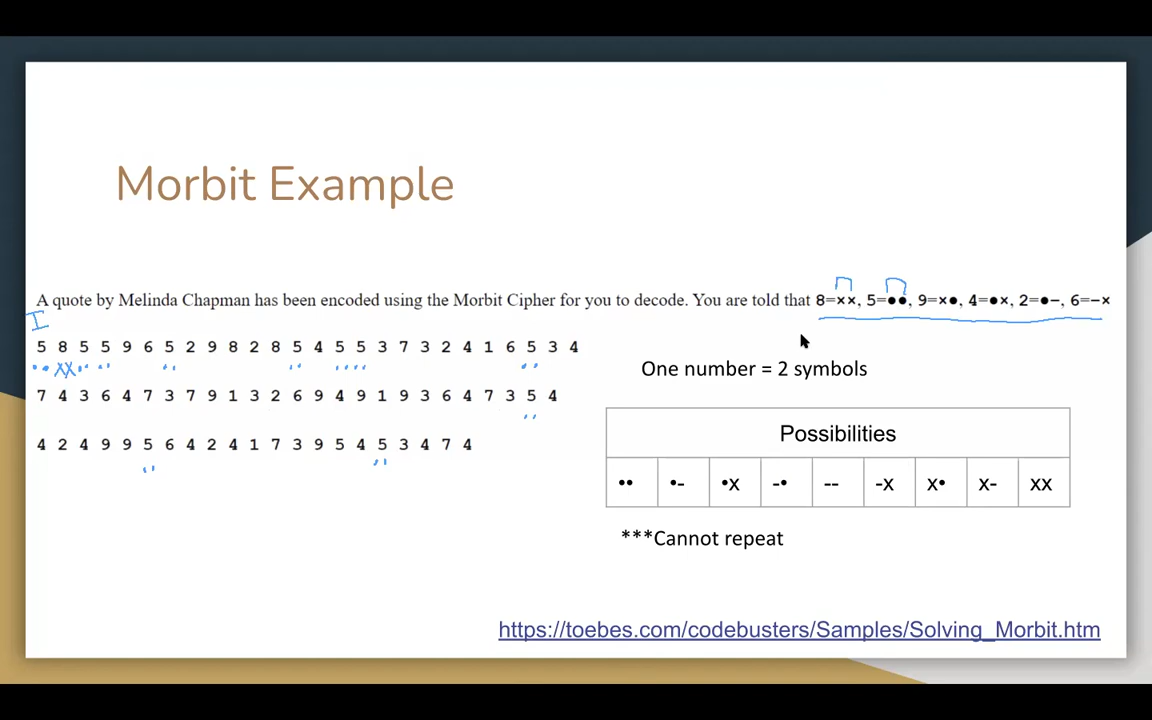 Morbit Example
A quote by Melinda Chapman has been encoded using the Morbit Cipher for you to decode. You are told that 8=××, 5=●●, 9=×●, 4=●×, 2=●−, 6=−×
I
5 8 5 5 9 6 5 2 9 8 2 8 5 4 5 5 3 7 3 2 4 1 6 5 3 4
•• XX •• •• •• •• •• •• ••
One number = 2 symbols
7 4 3 6 4 7 3 7 9 1 3 2 6 9 4 9 1 9 3 6 4 7 3 5 4
••
Possibilities
4 2 4 9 9 5 6 4 2 4 1 7 3 9 5 4 5 3 4 7 4
•• ••
•• •- •x -• -- -x x• x- xx
***Cannot repeat
https://toebes.com/codebusters/Samples/Solving_Morbit.htm